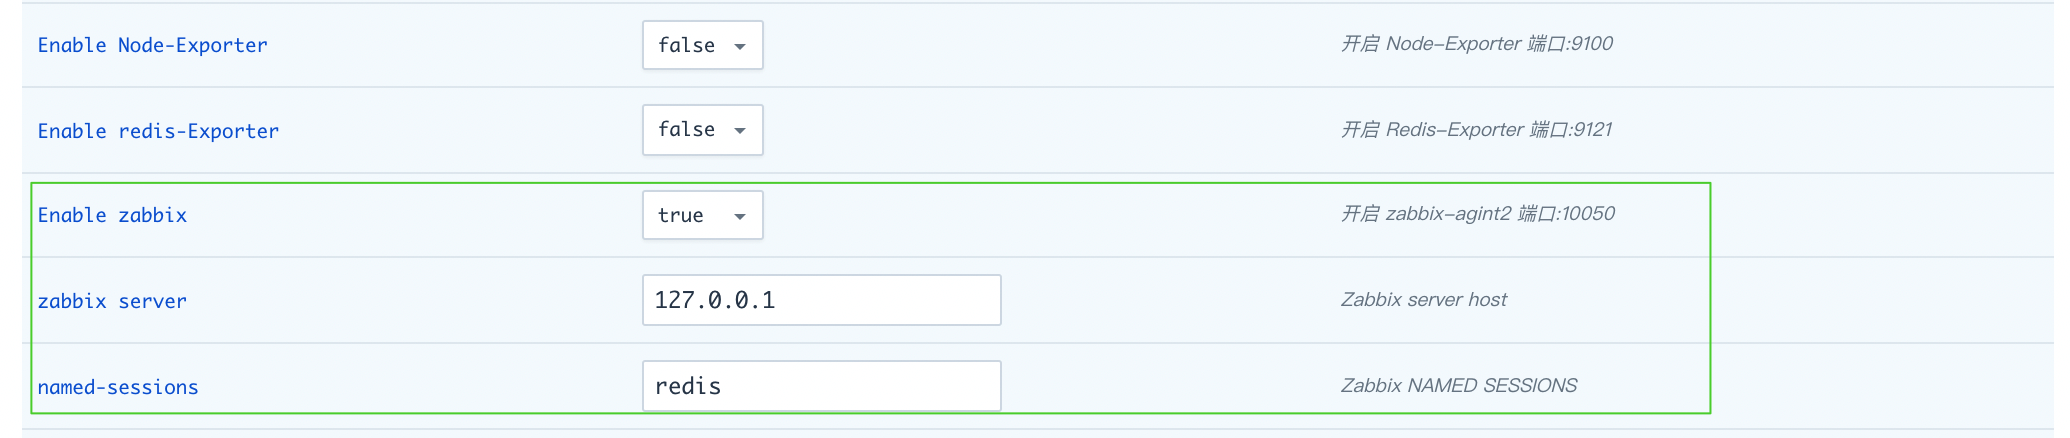 Enable Node-Exporter false 开启 Node-Exporter 端口:9100
Enable redis-Exporter false 开启 Redis-Exporter 端口:9121
Enable zabbix true 开启 zabbix-agint2 端口:10050
zabbix server 127.0.0.1 Zabbix server host
named-sessions redis Zabbix NAMED SESSIONS